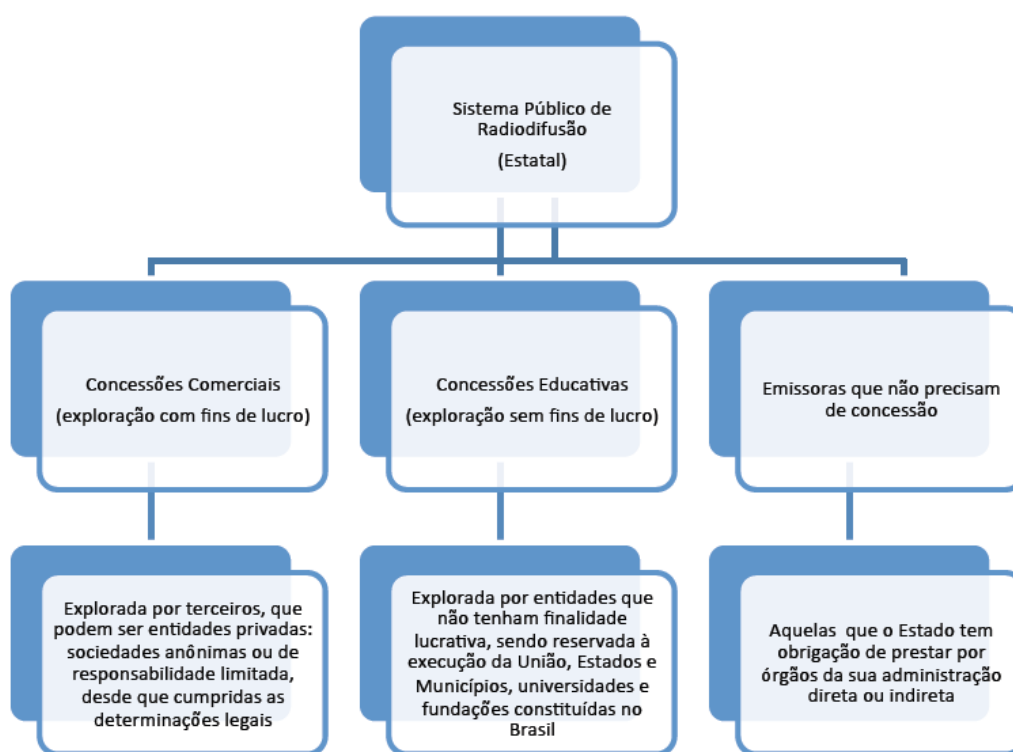 Sistema Público de
Radiodifusão
(Estatal)
Concessões Comerciais
(exploração com fins de lucro)
Concessões Educativas
(exploração sem fins de lucro)
Emissoras que não precisam
de concessão
Explorada por terceiros, que
podem ser entidades privadas:
sociedades anônimas ou de
responsabilidade limitada,
desde que cumpridas as
determinações legais
Explorada por entidades que
não tenham finalidade
lucrativa, sendo reservada à
execução da União, Estados e
Municípios, universidades e
fundações constituídas no
Brasil
Aquelas que o Estado tem
obrigação de prestar por
órgãos da sua administração
direta ou indireta